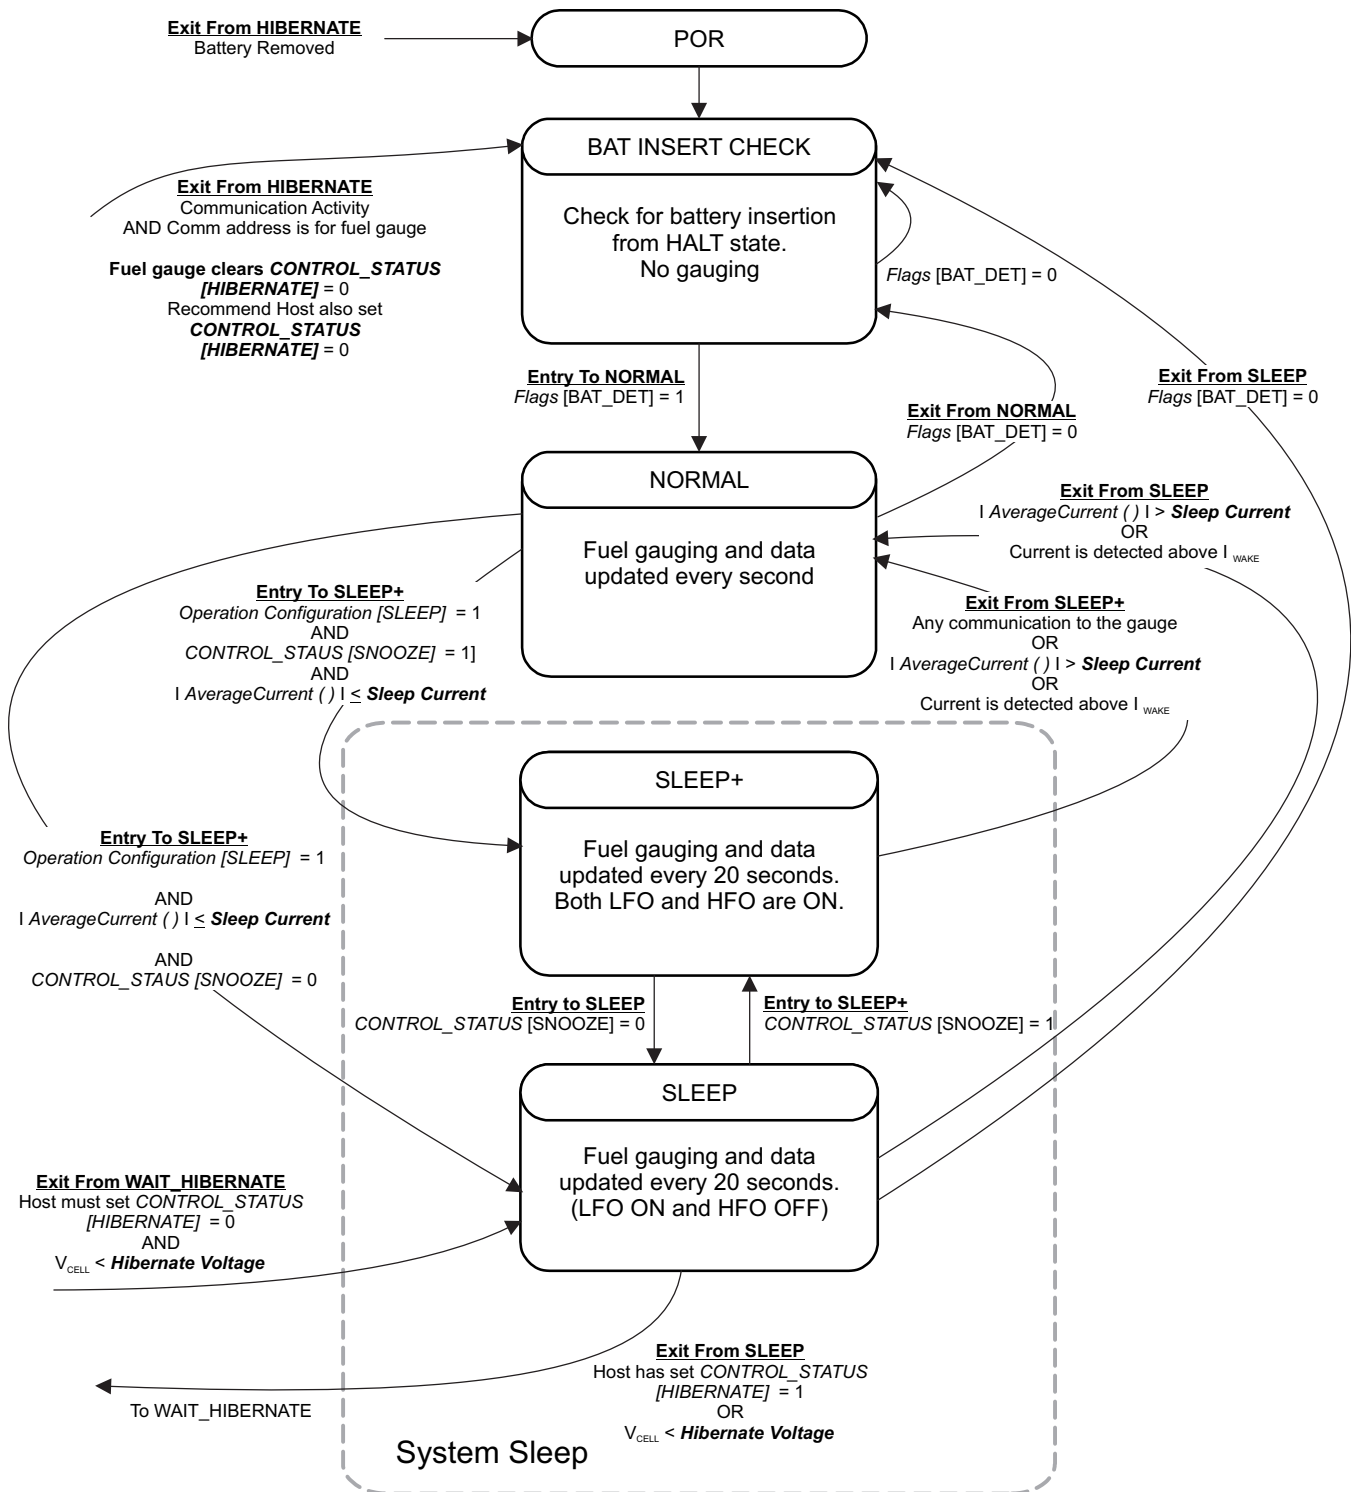 Exit From HIBERNATE
Battery Removed
POR
BAT INSERT CHECK
Check for battery insertion
from HALT state.
No gauging
Exit From HIBERNATE
Communication Activity
AND Comm address is for fuel gauge
Fuel gauge clears CONTROL_STATUS
[HIBERNATE] = 0
Recommend Host also set
CONTROL_STATUS
[HIBERNATE] = 0
Flags [BAT_DET] = 0
Entry To NORMAL
Flags [BAT_DET] = 1
Exit From NORMAL
Flags [BAT_DET] = 0
Exit From SLEEP
Flags [BAT_DET] = 0
NORMAL
Fuel gauging and data
updated every second
Exit From SLEEP
I AverageCurrent ( ) I > Sleep Current
OR
Current is detected above I WAKE
Entry To SLEEP+
Operation Configuration [SLEEP] = 1
AND
CONTROL_STAUS [SNOOZE] = 1]
AND
I AverageCurrent ( ) I ≤ Sleep Current
Exit From SLEEP+
Any communication to the gauge
OR
I AverageCurrent ( ) I > Sleep Current
OR
Current is detected above I WAKE
SLEEP+
Fuel gauging and data
updated every 20 seconds.
Both LFO and HFO are ON.
Entry To SLEEP+
Operation Configuration [SLEEP] = 1
AND
I AverageCurrent ( ) I ≤ Sleep Current
AND
CONTROL_STAUS [SNOOZE] = 0
Entry to SLEEP
CONTROL_STATUS [SNOOZE] = 0
Entry to SLEEP+
CONTROL_STATUS [SNOOZE] = 1
SLEEP
Fuel gauging and data
updated every 20 seconds.
(LFO ON and HFO OFF)
Exit From WAIT_HIBERNATE
Host must set CONTROL_STATUS
[HIBERNATE] = 0
AND
VCELL < Hibernate Voltage
Exit From SLEEP
Host has set CONTROL_STATUS
[HIBERNATE] = 1
OR
VCELL < Hibernate Voltage
To WAIT_HIBERNATE
System Sleep